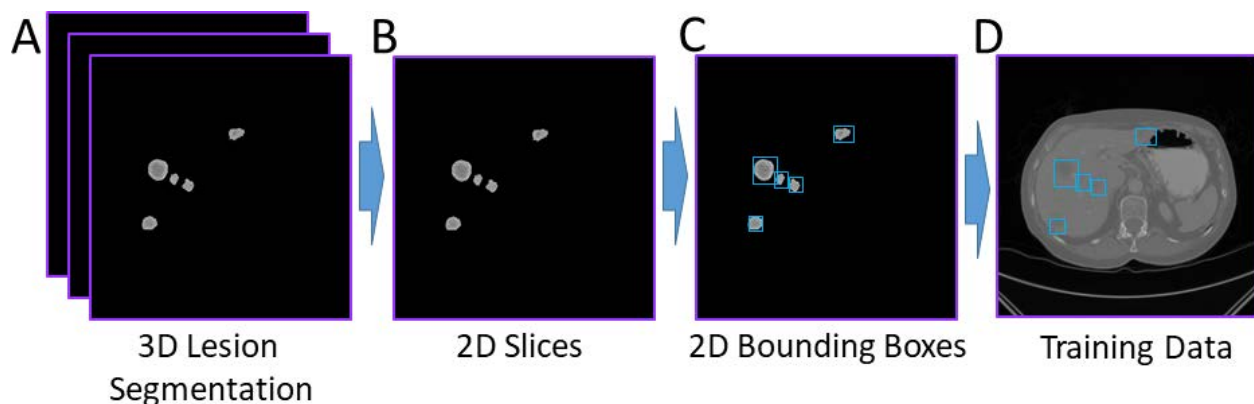 A
B
C
D
3D Lesion
Segmentation
2D Slices
2D Bounding Boxes
Training Data